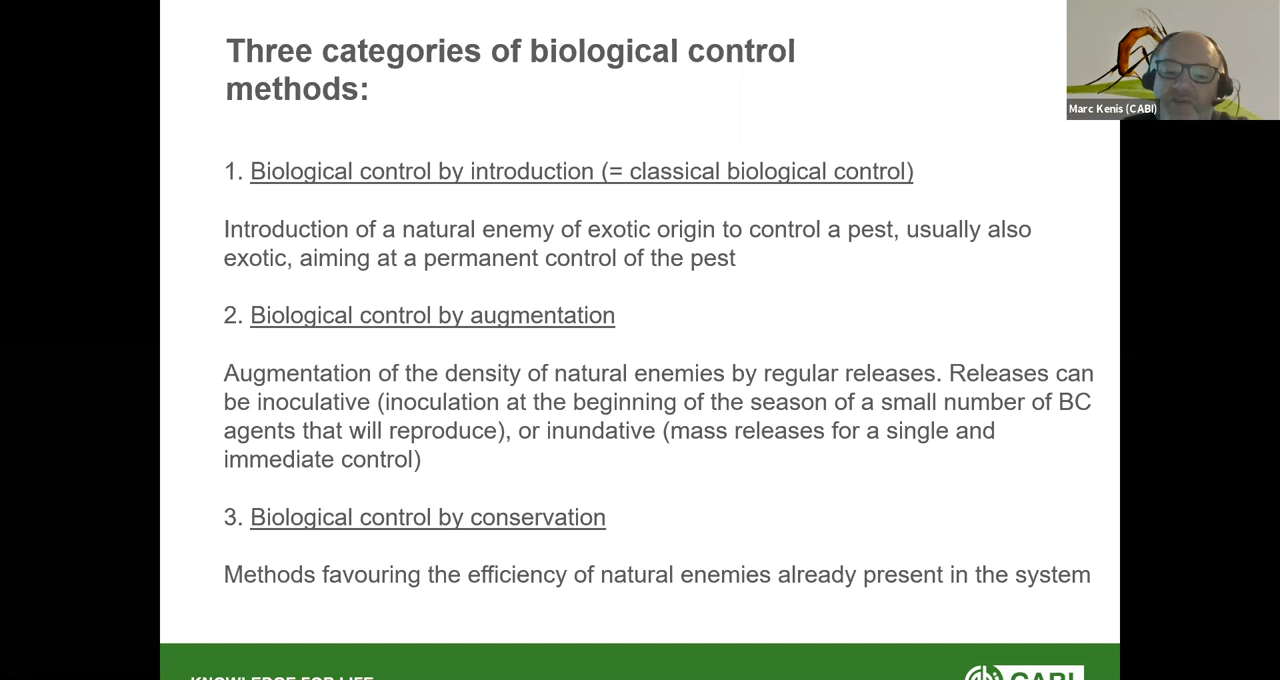 Three categories of biological control
methods:
Marc Kenis (CABI)
1. Biological control by introduction (= classical biological control)
Introduction of a natural enemy of exotic origin to control a pest, usually also
exotic, aiming at a permanent control of the pest
2. Biological control by augmentation
Augmentation of the density of natural enemies by regular releases. Releases can
be inoculative (inoculation at the beginning of the season of a small number of BC
agents that will reproduce), or inundative (mass releases for a single and
immediate control)
3. Biological control by conservation
Methods favouring the efficiency of natural enemies already present in the system
KNOWLEDGE FOR LIFE
CABI